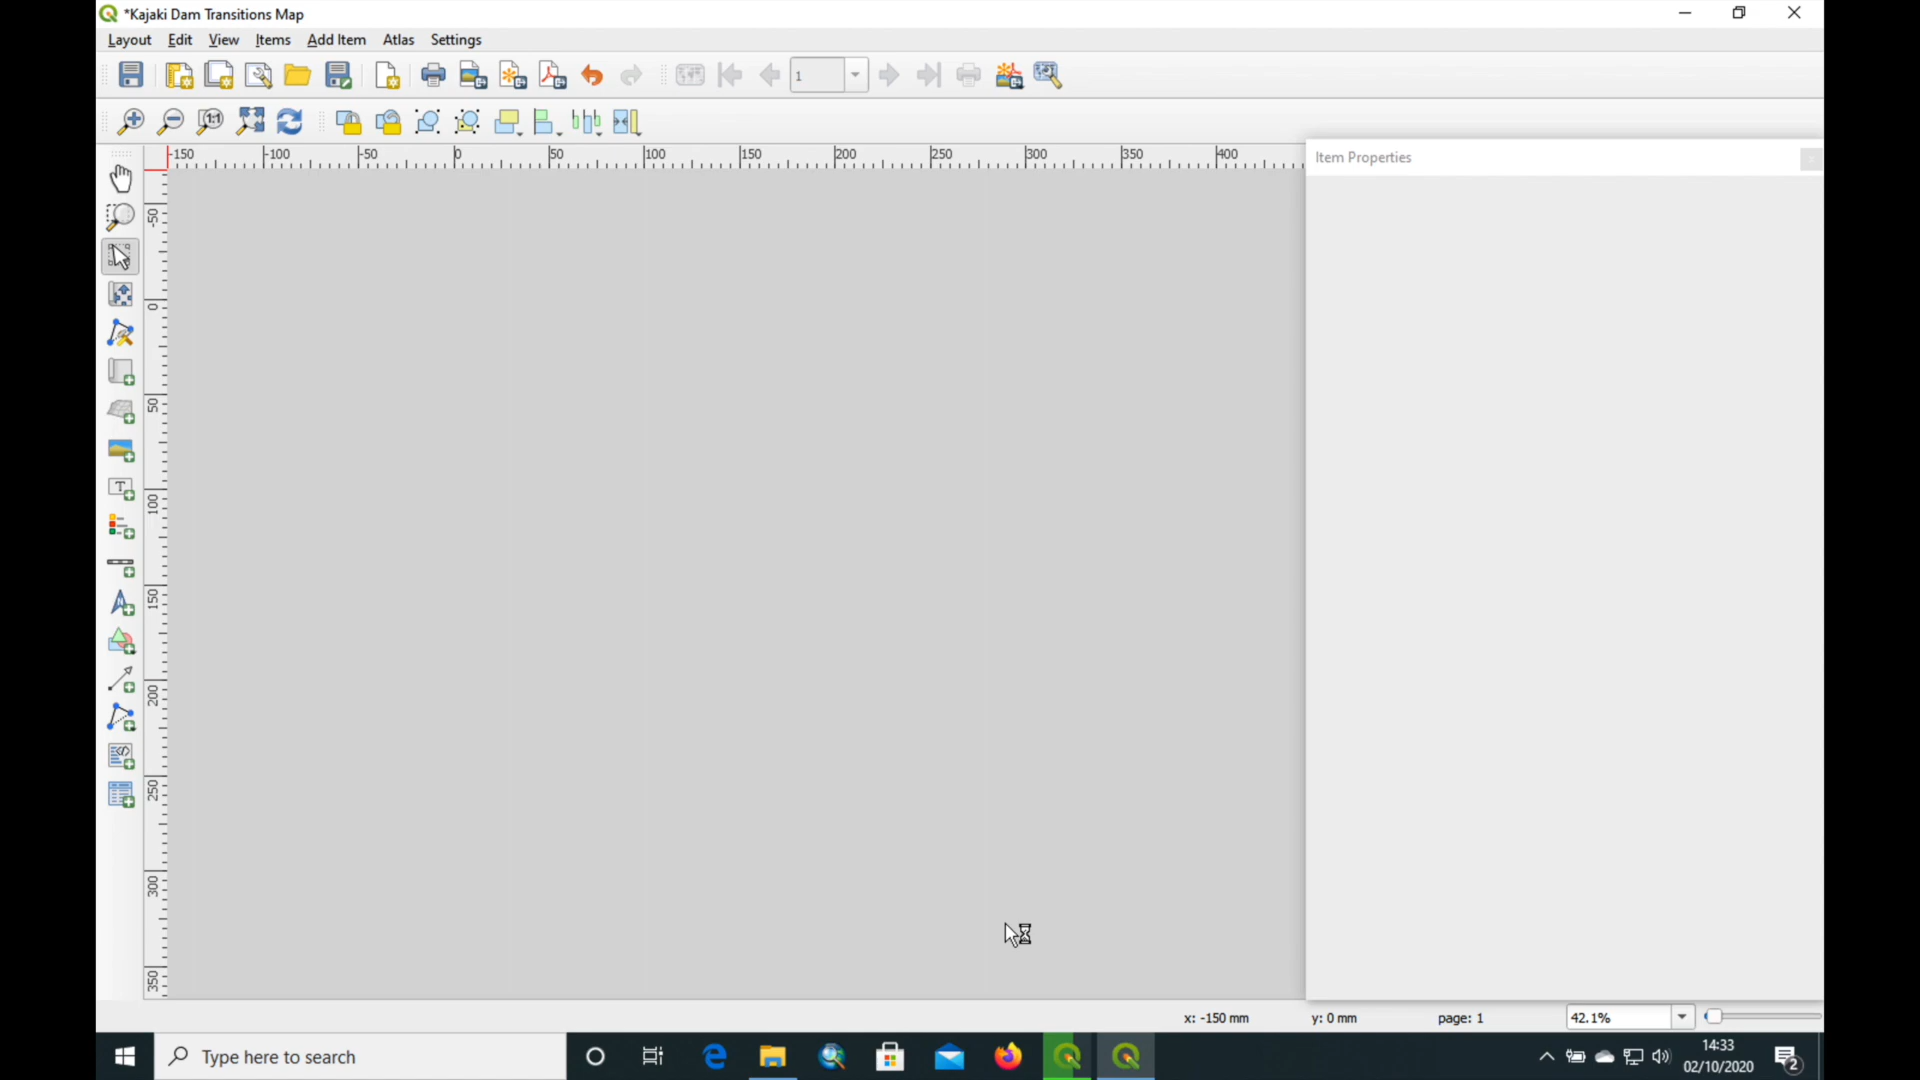 *Kajaki Dam Transitions Map
Layout Edit View Items Add Item Atlas Settings
1
1:1
-150 -100 -50 0 50 100 150 200 250 300 350 400
Item Properties
-50
0
50
100
150
200
250
300
350
T
x: -150 mm y: 0 mm page: 1 42.1%
Type here to search
14:33
02/10/2020
2